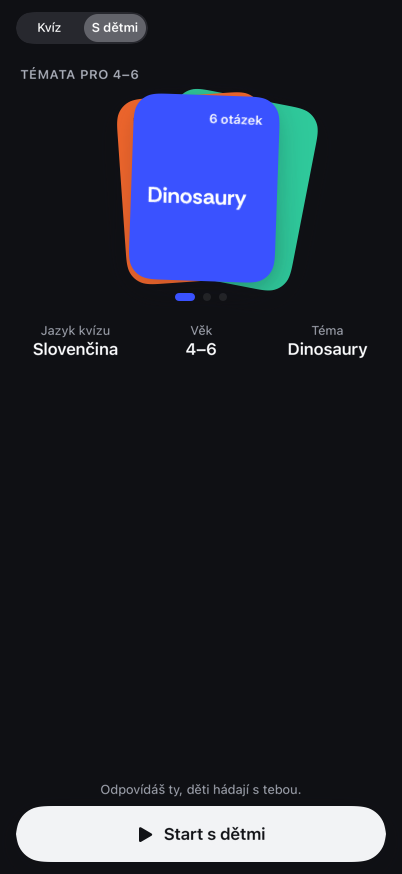 Kvíz
S dětmi
TÉMATA PRO 4–6
6 otázek
Dinosaury
Jazyk kvízu
Věk
Téma
Slovenčina
4–6
Dinosaury
Odpovídáš ty, děti hádají s tebou.
Start s dětmi